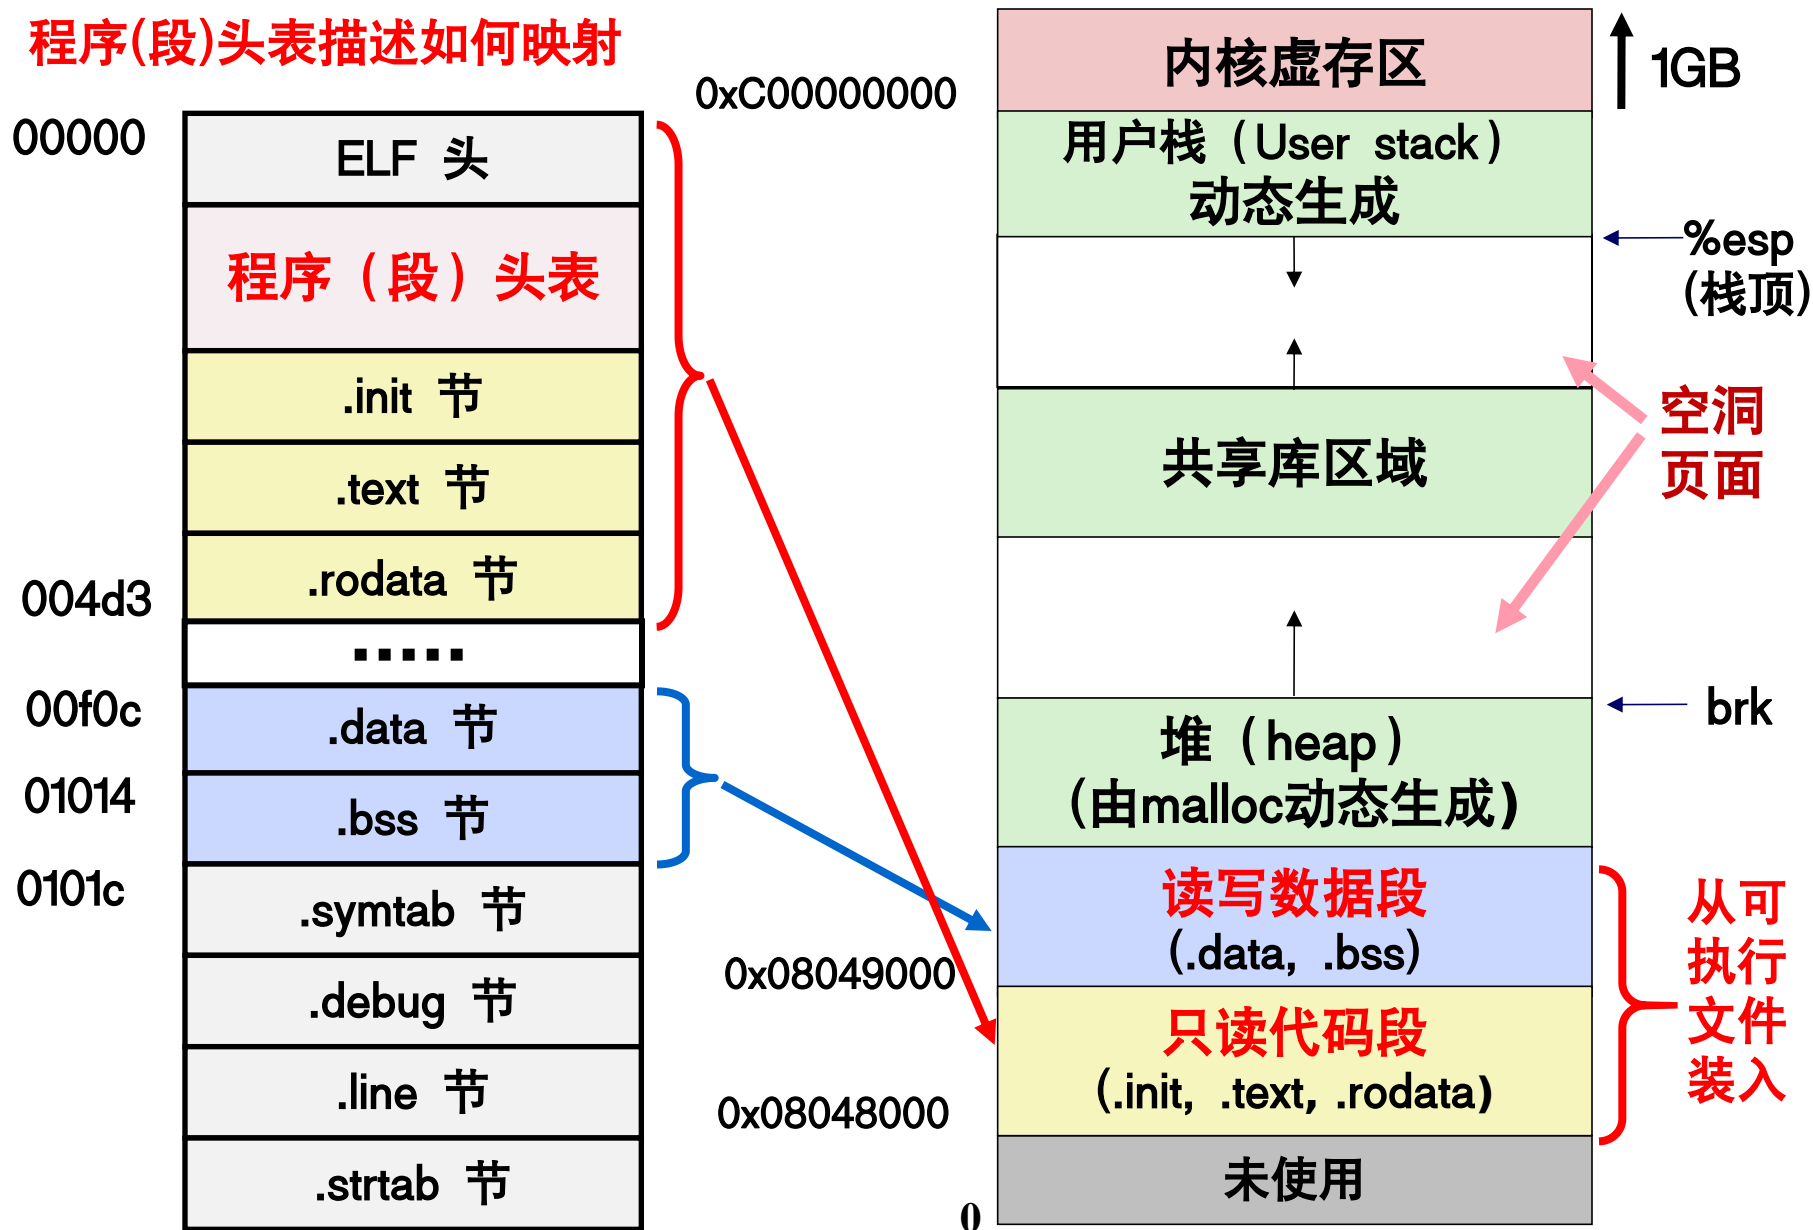 程序(段)头表描述如何映射
00000
ELF 头
程序（段）头表
.init 节
.text 节
.rodata 节
004d3
.....
00f0c
.data 节
01014
.bss 节
0101c
.symtab 节
.debug 节
.line 节
.strtab 节
0xC00000000
内核虚存区
1GB
用户栈（User stack）
动态生成
%esp
(栈顶)
空洞
页面
共享库区域
brk
堆（heap）
(由malloc动态生成)
读写数据段
(.data, .bss)
0x08049000
只读代码段
(.init, .text, .rodata)
0x08048000
从可
执行
文件
装入
未使用
0